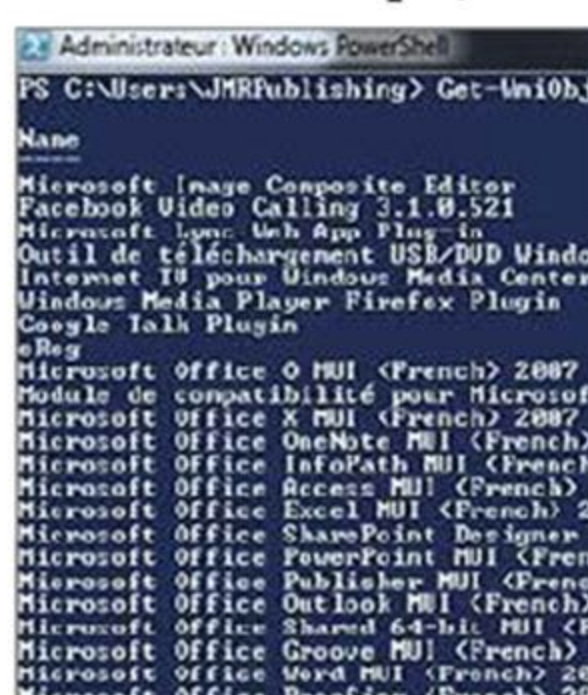 Administrateur : Windows PowerShell
PS C:\Users\JMRPublishing> Get-WmiObj
Name
----
Microsoft Image Composite Editor
Facebook Video Calling 3.1.0.521
Microsoft Lync Web App Plug-in
Outil de téléchargement USB/DVD Windo
Internet TV pour Windows Media Center
Windows Media Player Firefox Plugin
Google Talk Plugin
eReg
Microsoft Office O MUI (French) 2007
Module de compatibilité pour Microsof
Microsoft Office X MUI (French) 2007
Microsoft Office OneNote MUI (French)
Microsoft Office InfoPath MUI (French
Microsoft Office Access MUI (French)
Microsoft Office Excel MUI (French) 2
Microsoft Office SharePoint Designer
Microsoft Office PowerPoint MUI (Fren
Microsoft Office Publisher MUI (Frenc
Microsoft Office Outlook MUI (French)
Microsoft Office Shared 64-bit MUI (F
Microsoft Office Groove MUI (French)
Microsoft Office Word MUI (French) 2
Microsoft Office